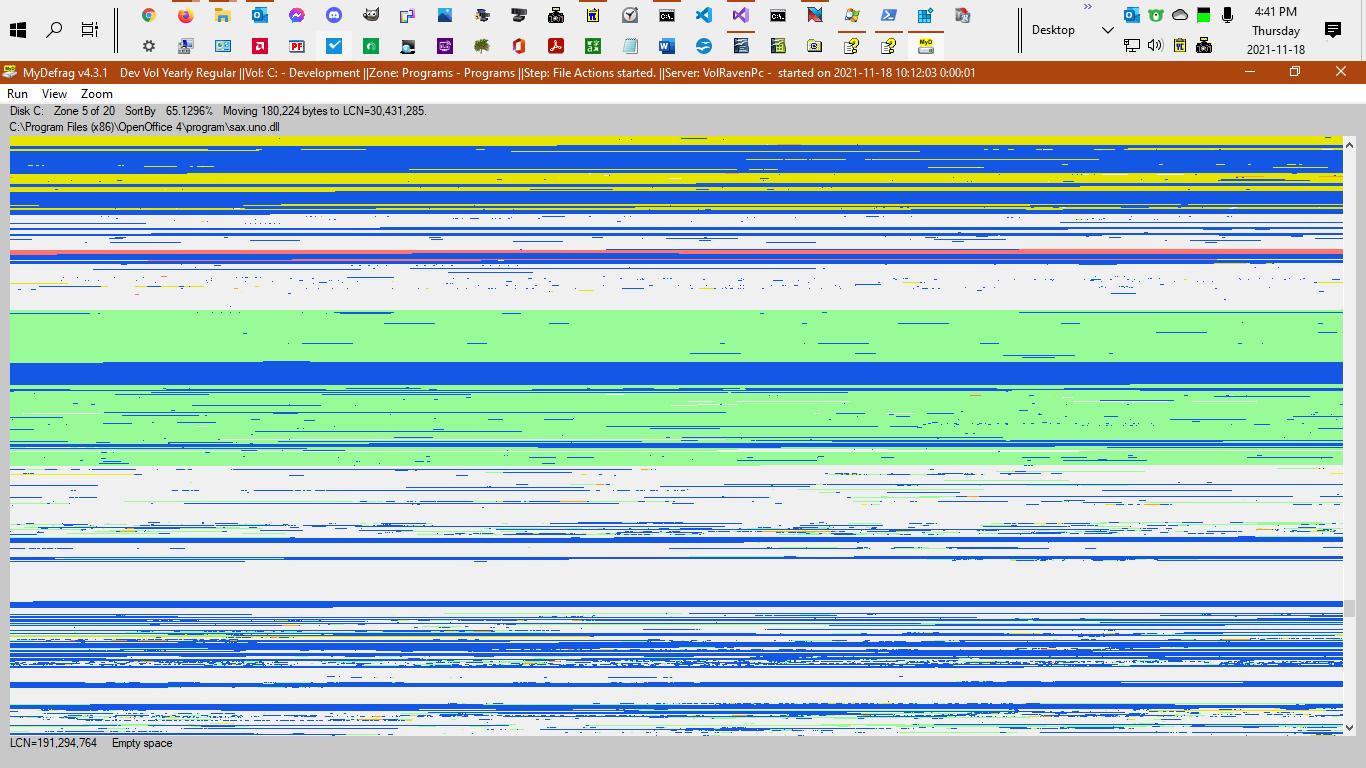 4:41 PM
Thursday
2021-11-18
Desktop
MyDefrag v4.3.1 Dev Vol Yearly Regular ||Vol: C: - Development ||Zone: Programs - Programs ||Step: File Actions started. ||Server: VolRavenPc - started on 2021-11-18 10:12:03 0:00:01
Run View Zoom
Disk C: Zone 5 of 20 SortBy 65.1296% Moving 180,224 bytes to LCN=30,431,285.
C:\Program Files (x86)\OpenOffice 4\program\sax.uno.dll
LCN=191,294,764 Empty space